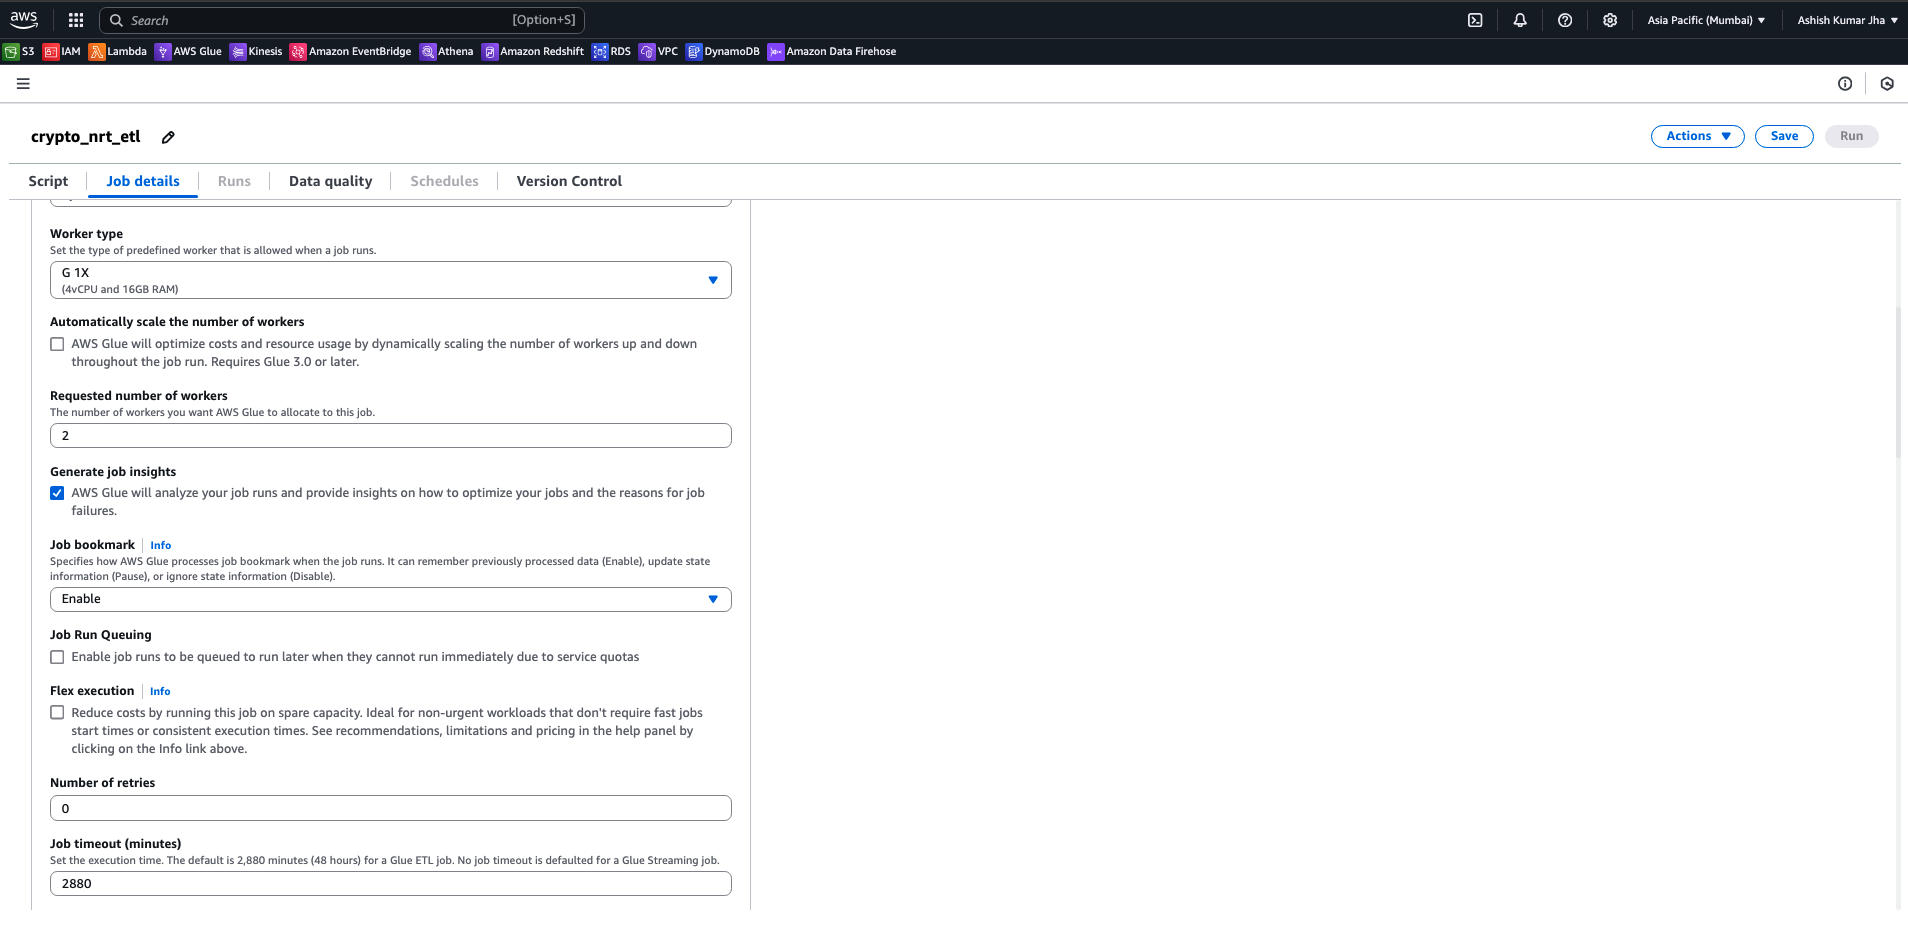 aws
Search [Option+S]
Asia Pacific (Mumbai) ▼
Ashish Kumar Jha ▼
S3 IAM Lambda AWS Glue Kinesis Amazon EventBridge Athena Amazon Redshift RDS VPC DynamoDB Amazon Data Firehose
crypto_nrt_etl
Actions ▼ Save Run
Script Job details Runs Data quality Schedules Version Control
Worker type
Set the type of predefined worker that is allowed when a job runs.
G 1X
(4vCPU and 16GB RAM)
Automatically scale the number of workers
AWS Glue will optimize costs and resource usage by dynamically scaling the number of workers up and down
throughout the job run. Requires Glue 3.0 or later.
Requested number of workers
The number of workers you want AWS Glue to allocate to this job.
2
Generate job insights
AWS Glue will analyze your job runs and provide insights on how to optimize your jobs and the reasons for job
failures.
Job bookmark Info
Specifies how AWS Glue processes job bookmark when the job runs. It can remember previously processed data (Enable), update state
information (Pause), or ignore state information (Disable).
Enable
Job Run Queuing
Enable job runs to be queued to run later when they cannot run immediately due to service quotas
Flex execution Info
Reduce costs by running this job on spare capacity. Ideal for non-urgent workloads that don't require fast jobs
start times or consistent execution times. See recommendations, limitations and pricing in the help panel by
clicking on the Info link above.
Number of retries
0
Job timeout (minutes)
Set the execution time. The default is 2,880 minutes (48 hours) for a Glue ETL job. No job timeout is defaulted for a Glue Streaming job.
2880